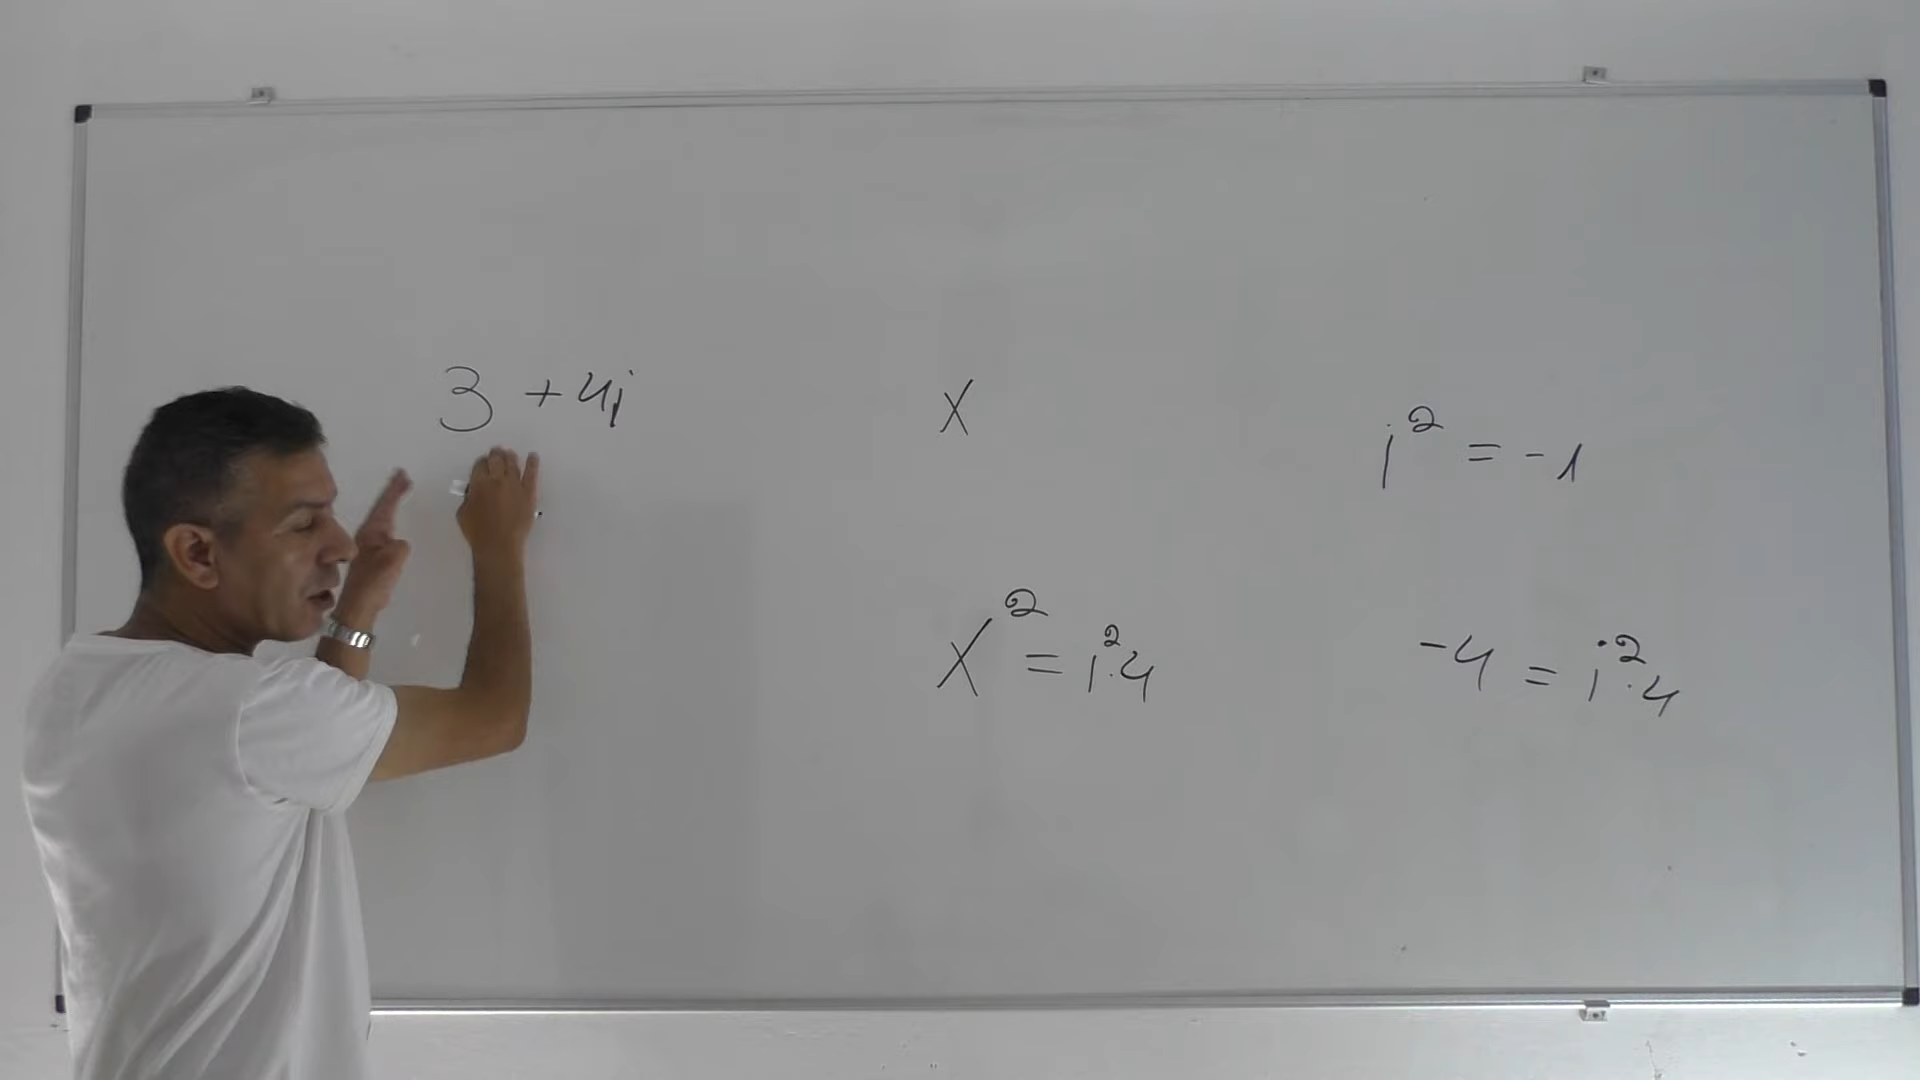 3 + 4i
x
i² = -1
x² = i²·4
-4 = i²·4